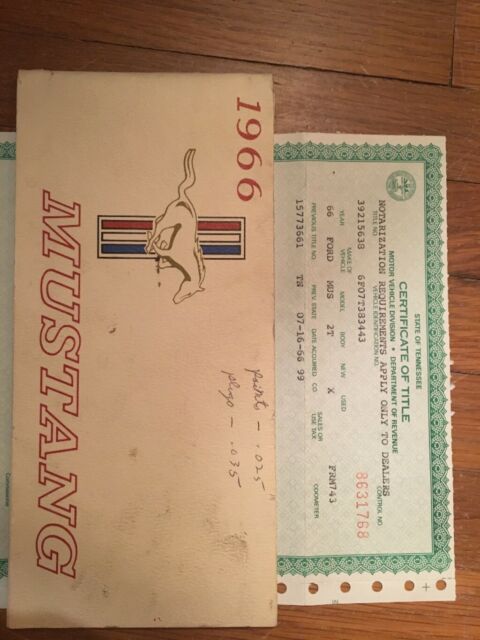 1966
MUSTANG
points - .025"
plugs - .035
STATE OF TENNESSEE
CERTIFICATE OF TITLE
MOTOR VEHICLE DIVISION • DEPARTMENT OF REVENUE
TITLE NO. VEHICLE IDENTIFICATION NO. CONTROL NO.
NOTARIZATION REQUIREMENTS APPLY ONLY TO DEALERS
39215638 6F07T383443 8631768
YEAR MAKE OF VEHICLE MODEL BODY NEW USED
66 FORD MUS 2T X FRM743
PREVIOUS TITLE NO. PREV. STATE DATE ACQUIRED CO. SALES OR USE TAX ODOMETER
15773661 TN 07-16-66 99